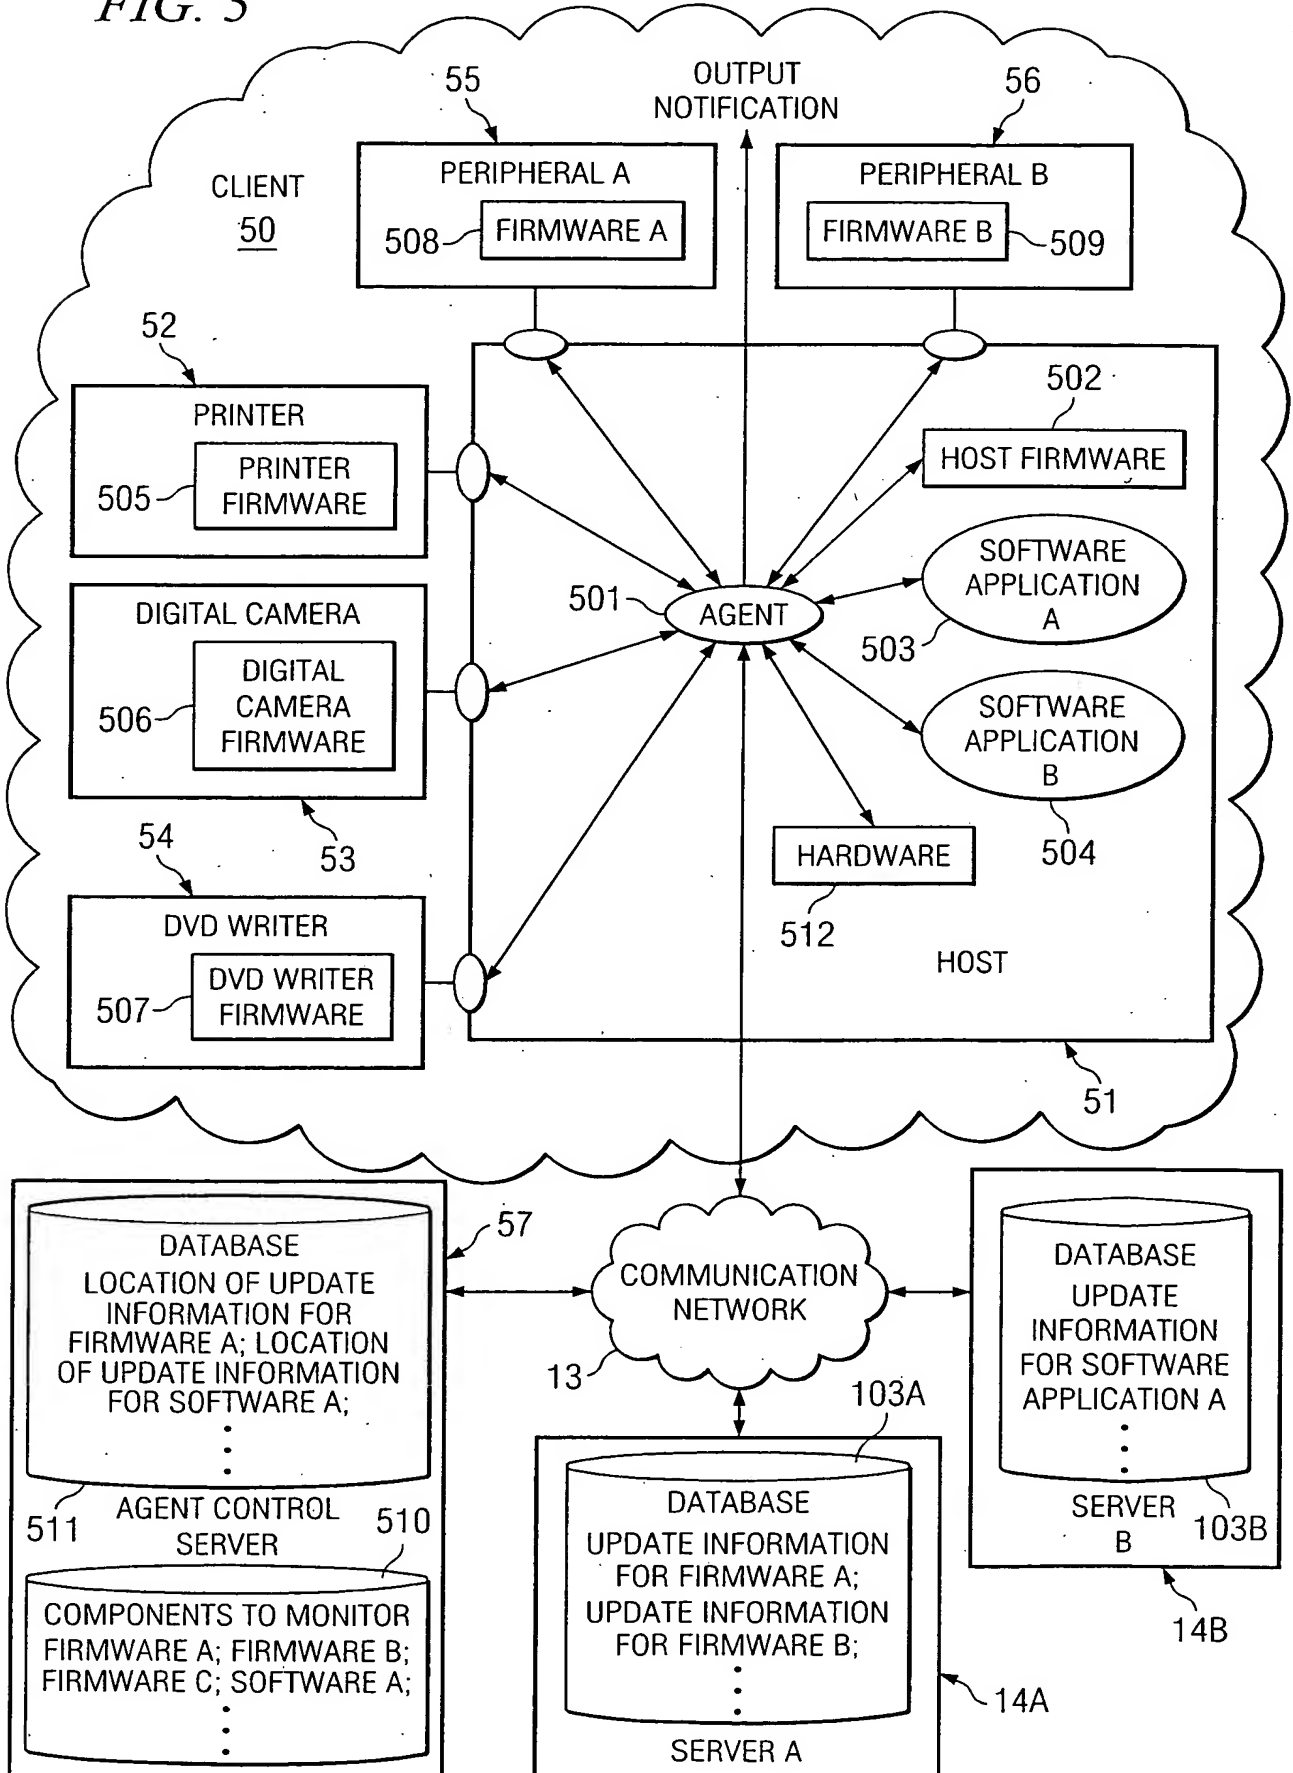 FIG. 5
OUTPUT
NOTIFICATION
55
56
CLIENT
50
PERIPHERAL A
FIRMWARE A
508
PERIPHERAL B
FIRMWARE B
509
52
PRINTER
PRINTER
FIRMWARE
505
502
HOST FIRMWARE
SOFTWARE
APPLICATION
A
503
501
AGENT
DIGITAL CAMERA
DIGITAL
CAMERA
FIRMWARE
506
53
SOFTWARE
APPLICATION
B
504
HARDWARE
512
54
DVD WRITER
DVD WRITER
FIRMWARE
507
HOST
51
57
DATABASE
LOCATION OF UPDATE
INFORMATION FOR
FIRMWARE A; LOCATION
OF UPDATE INFORMATION
FOR SOFTWARE A;
511
AGENT CONTROL
SERVER
510
COMPONENTS TO MONITOR
FIRMWARE A; FIRMWARE B;
FIRMWARE C; SOFTWARE A;
COMMUNICATION
NETWORK
13
103A
DATABASE
UPDATE INFORMATION
FOR FIRMWARE A;
UPDATE INFORMATION
FOR FIRMWARE B;
SERVER A
14A
DATABASE
UPDATE
INFORMATION
FOR SOFTWARE
APPLICATION A
SERVER
B
103B
14B